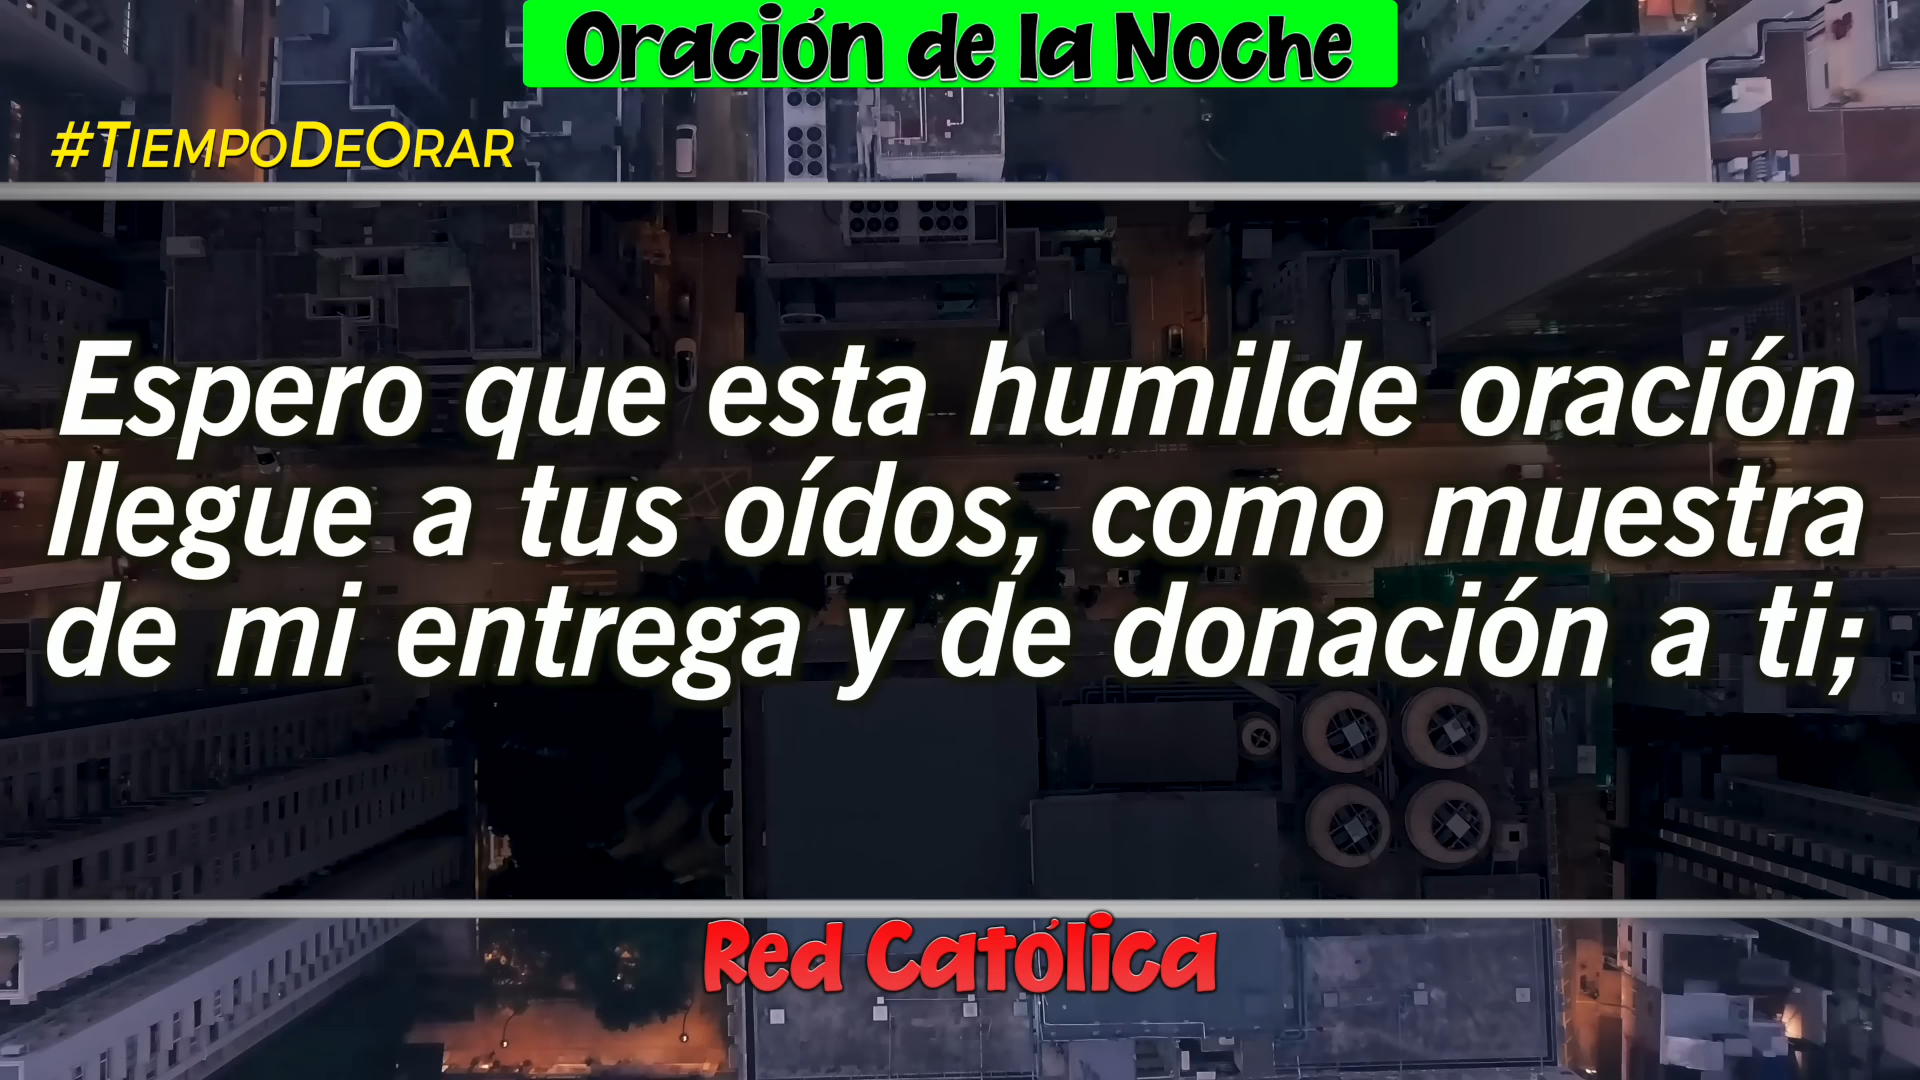 Oración de la Noche
#TiempoDeOrar
Espero que esta humilde oración
llegue a tus oídos, como muestra
de mi entrega y de donación a ti;
Red Católica